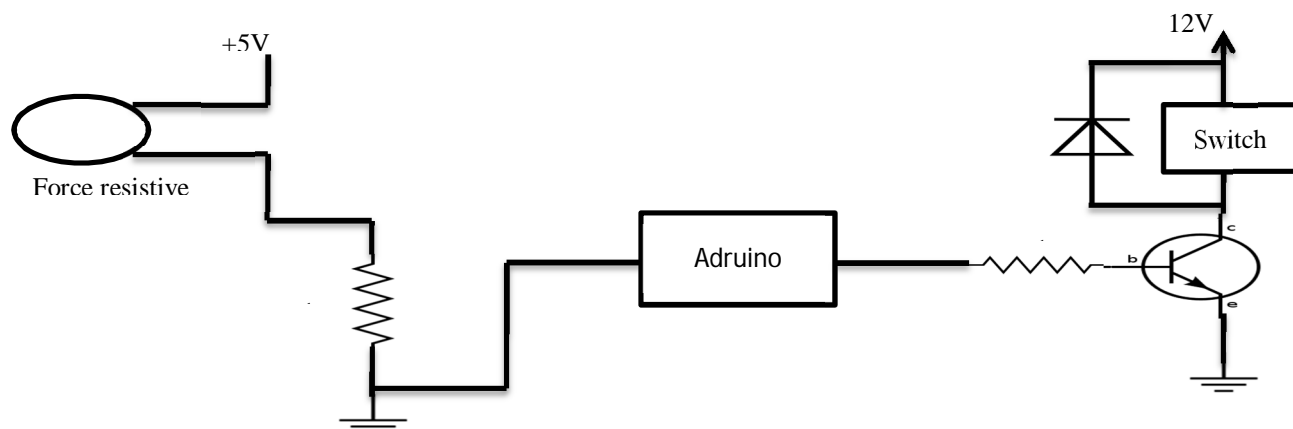 +5V
12V
Force resistive
Switch
Adruino
c
b
e